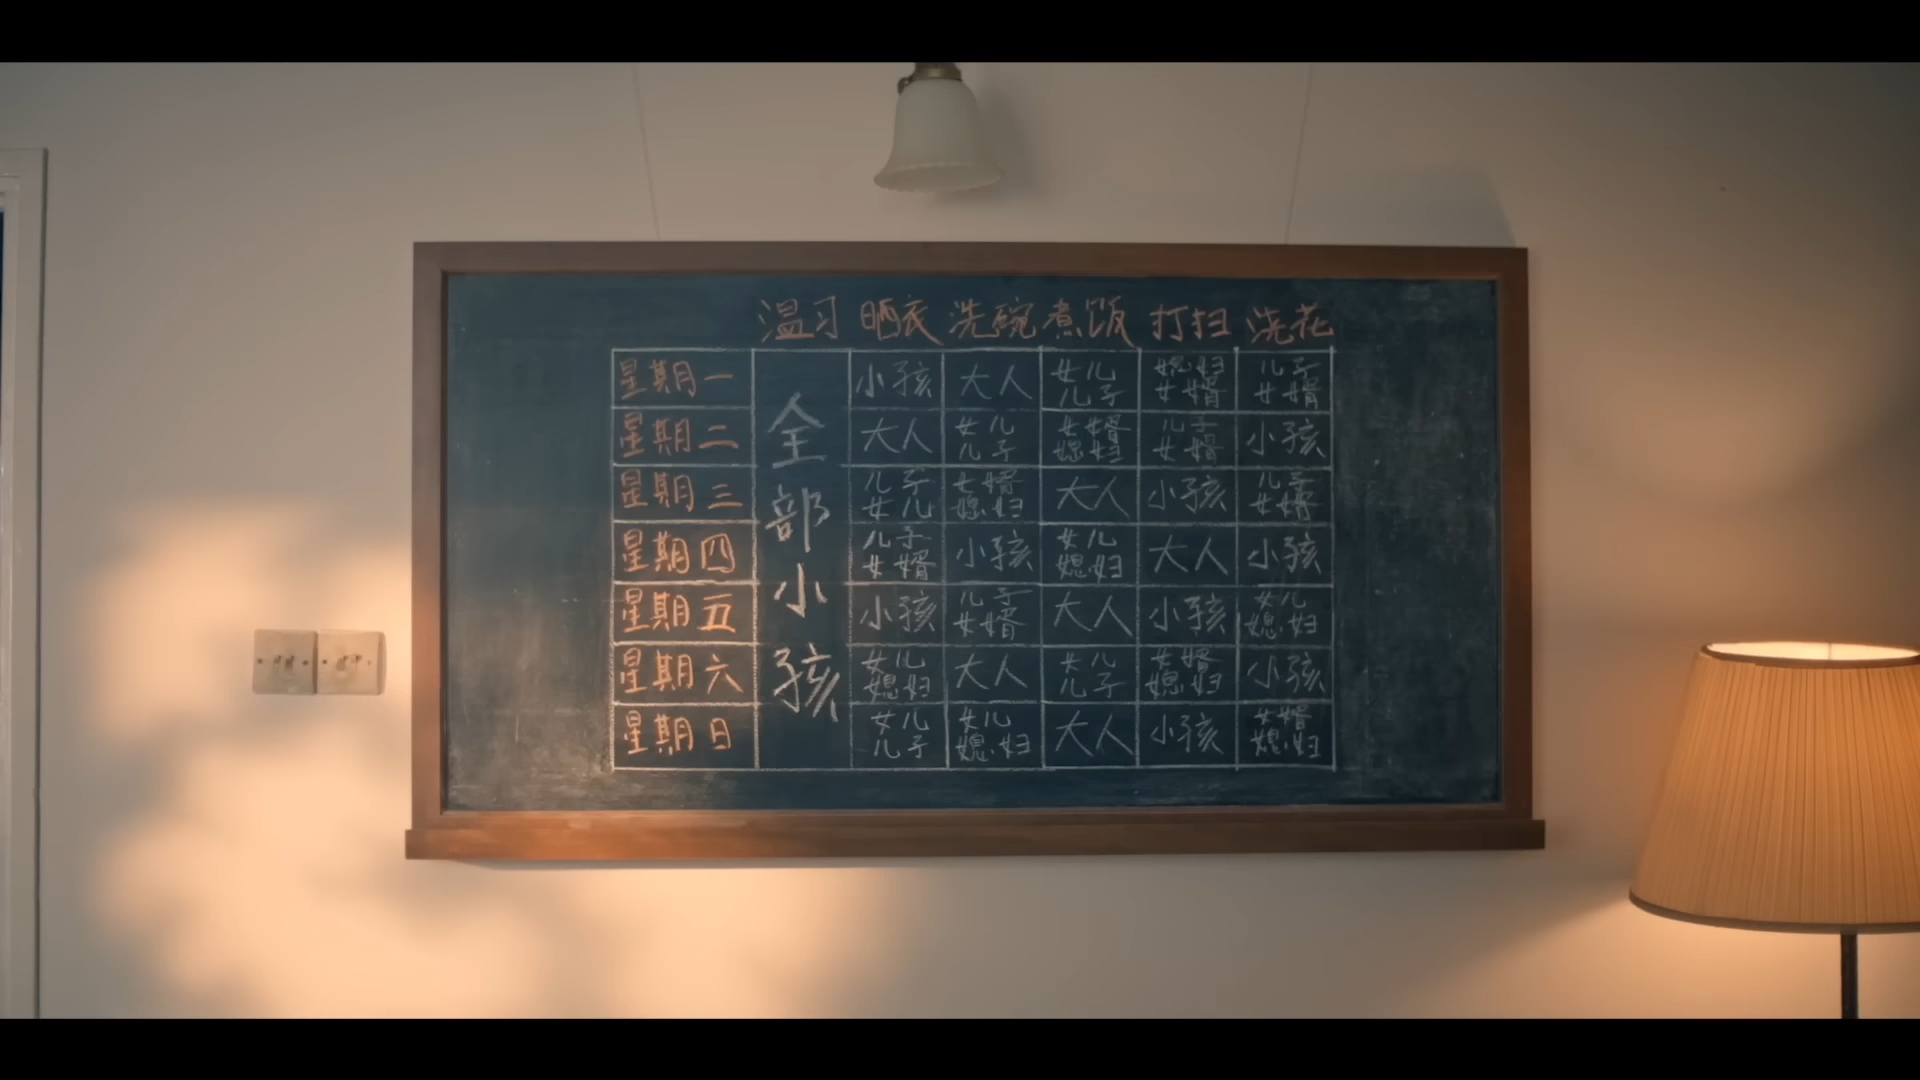 温习 晒衣 洗碗 煮饭 打扫 浇花
星期一 小孩 大人 女儿 儿子 媳妇 女婿 儿子 女婿
星期二 大人 女儿 儿子 女婿 媳妇 儿子 女婿 小孩
星期三 儿子 女儿 女婿 媳妇 大人 小孩 儿子 女婿
星期四 儿子 女婿 小孩 女儿 媳妇 大人 小孩
星期五 小孩 儿子 女婿 大人 小孩 女儿 媳妇
星期六 女儿 媳妇 大人 女儿 儿子 女婿 媳妇 小孩
星期日 女儿 儿子 女儿 媳妇 大人 小孩 女婿 媳妇
全部小孩